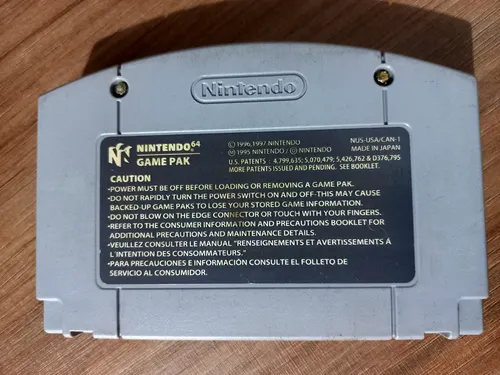 Nintendo
NINTENDO64
GAME PAK
© 1996,1997 NINTENDO
Ⓜ 1995 NINTENDO / Ⓒ NINTENDO
NUS-USA/CAN-1
MADE IN JAPAN
U.S. PATENTS : 4,799,635; 5,070,479; 5,426,762 & D376,795
MORE PATENTS ISSUED AND PENDING. SEE BOOKLET.
CAUTION
•POWER MUST BE OFF BEFORE LOADING OR REMOVING A GAME PAK.
•DO NOT RAPIDLY TURN THE POWER SWITCH ON AND OFF-THIS MAY CAUSE
BACKED-UP GAME PAKS TO LOSE YOUR STORED GAME INFORMATION.
•DO NOT BLOW ON THE EDGE CONNECTOR OR TOUCH WITH YOUR FINGERS.
•REFER TO THE CONSUMER INFORMATION AND PRECAUTIONS BOOKLET FOR
ADDITIONAL PRECAUTIONS AND MAINTENANCE DETAILS.
•VEUILLEZ CONSULTER LE MANUAL "RENSEIGNEMENTS ET AVERTISSEMENTS À
L'INTENTION DES CONSOMMATEURS."
•PARA PRECAUCIONES E INFORMACIÓN CONSULTE EL FOLLETO DE
SERVICIO AL CONSUMIDOR.